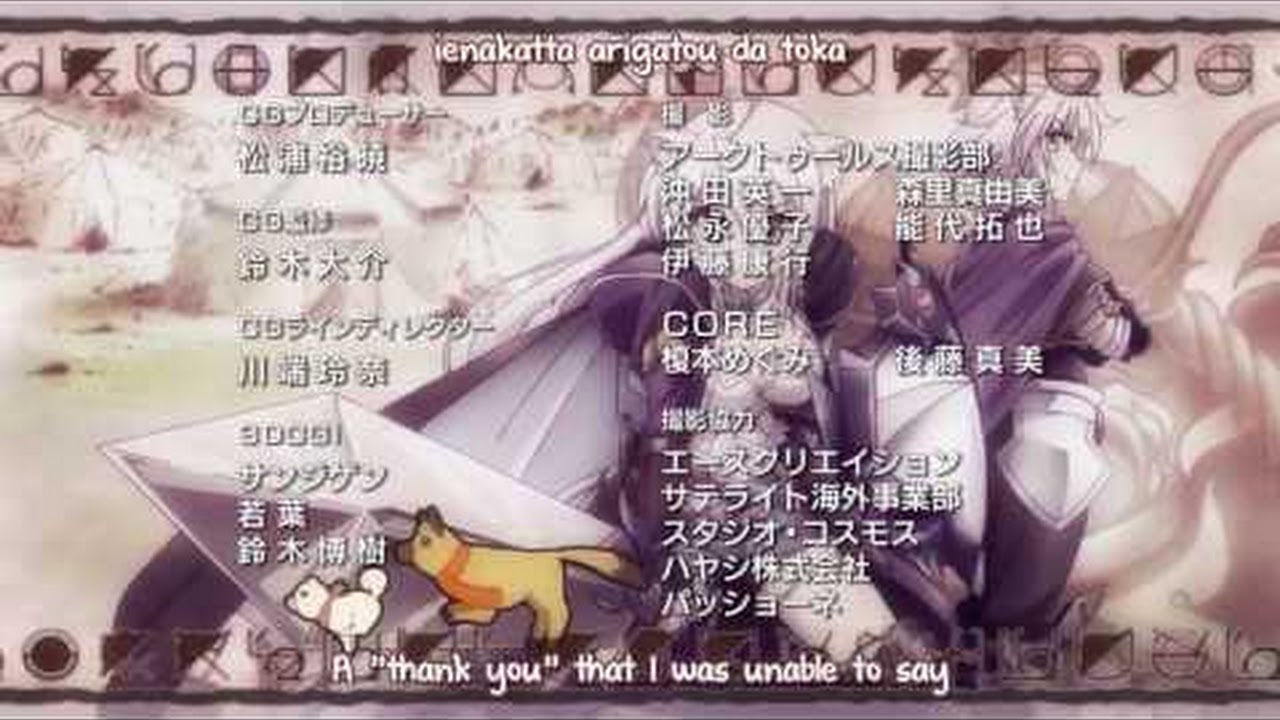 ienakatta arigatou da toka
CGプロデューサー
松浦裕暁
CG監修
鈴木大介
CGラインディレクター
川端玲奈
3DCGI
サンジゲン
若葉
鈴木博樹
撮影
アークトゥールス撮影部
沖田英一 森里真由美
松永優子 能代拓也
伊藤康行
CORE
榎本めぐみ 後藤真美
撮影協力
エースクリエイション
サテライト海外事業部
スタジオ・コスモス
ハヤシ株式会社
パッショーネ
A "thank you" that I was unable to say